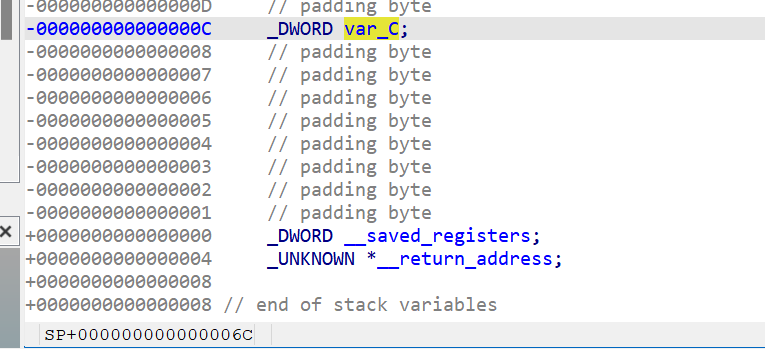 -000000000000000D // padding byte
-000000000000000C _DWORD var_C;
-0000000000000008 // padding byte
-0000000000000007 // padding byte
-0000000000000006 // padding byte
-0000000000000005 // padding byte
-0000000000000004 // padding byte
-0000000000000003 // padding byte
-0000000000000002 // padding byte
-0000000000000001 // padding byte
+0000000000000000 _DWORD __saved_registers;
+0000000000000004 _UNKNOWN *__return_address;
+0000000000000008
+0000000000000008 // end of stack variables
SP+000000000000006C